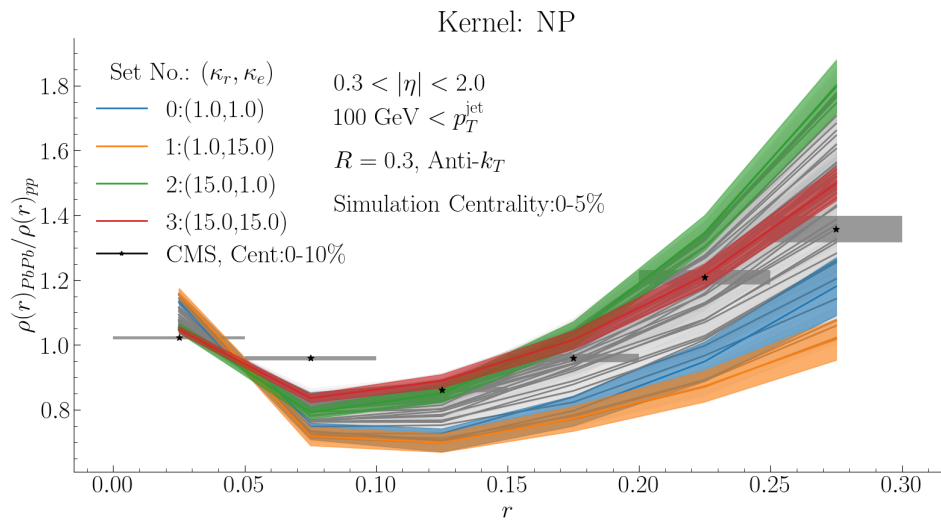 Kernel: NP
Set No.: (κ_r, κ_e)
0:(1.0,1.0)
1:(1.0,15.0)
2:(15.0,1.0)
3:(15.0,15.0)
CMS, Cent:0-10%
0.3 < |η| < 2.0
100 GeV < p_T^jet
R = 0.3, Anti-k_T
Simulation Centrality:0-5%
ρ(r)_PbPb/ρ(r)_pp
1.8
1.6
1.4
1.2
1.0
0.8
0.00 0.05 0.10 0.15 0.20 0.25 0.30
r